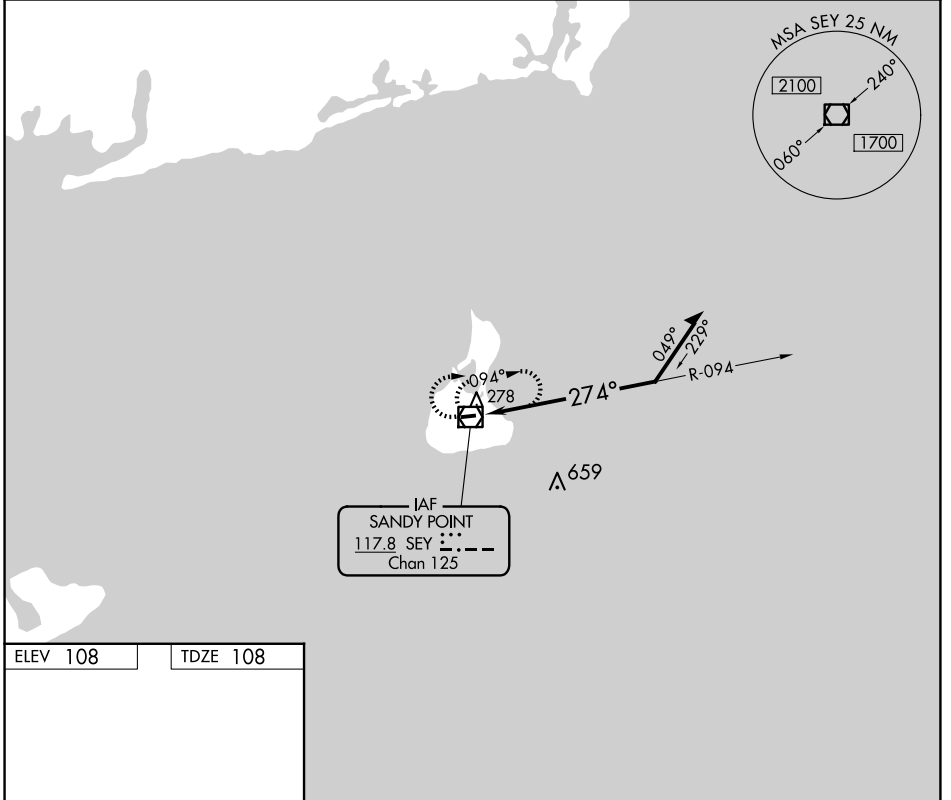 MSA SEY 25 NM
2100
240°
060°
1700
049°
229°
R-094
094°
274°
278
659
IAF
SANDY POINT
117.8 SEY
Chan 125
ELEV 108
TDZE 108